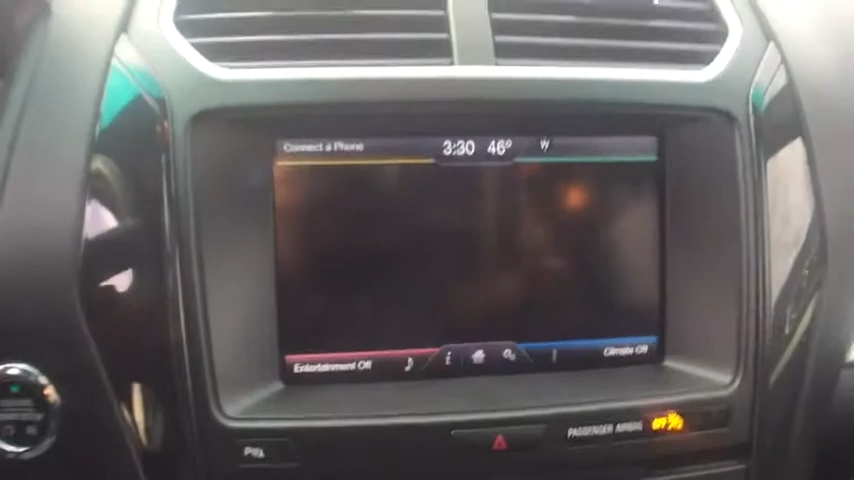 Connect a Phone 3:30 46° W
Entertainment Off Climate Off
PASSENGER AIRBAG OFF